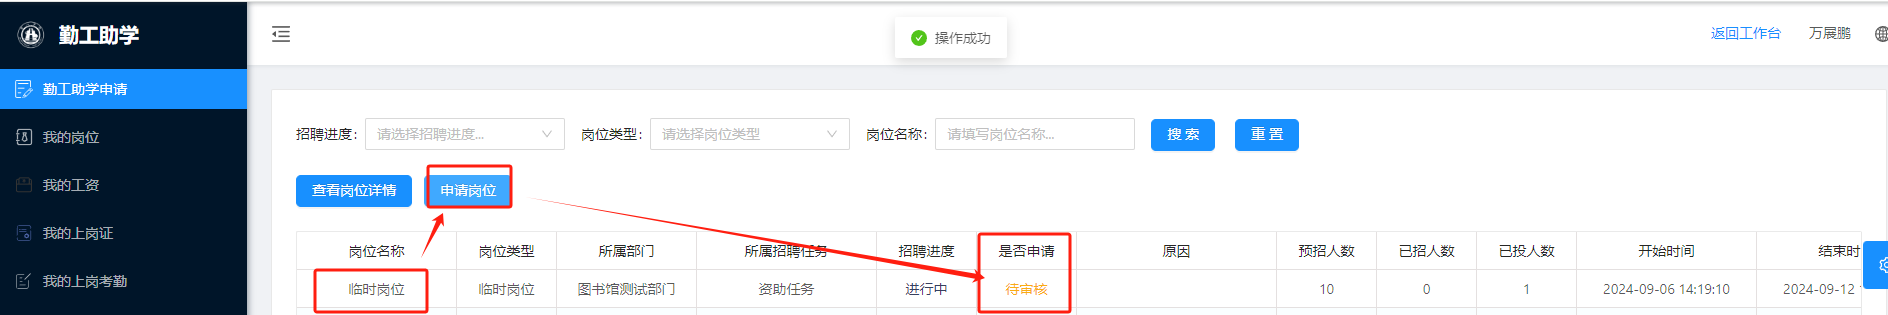 勤工助学
操作成功
返回工作台 万展鹏
勤工助学申请
我的岗位
我的工资
我的上岗证
我的上岗考勤
招聘进度： 请选择招聘进度... 岗位类型： 请选择岗位类型 岗位名称： 请填写岗位名称... 搜 索 重 置
查看岗位详情 申请岗位
岗位名称 岗位类型 所属部门 所属招聘任务 招聘进度 是否申请 原因 预招人数 已招人数 已投人数 开始时间 结束时
临时岗位 临时岗位 图书馆测试部门 资助任务 进行中 待审核 10 0 1 2024-09-06 14:19:10 2024-09-12